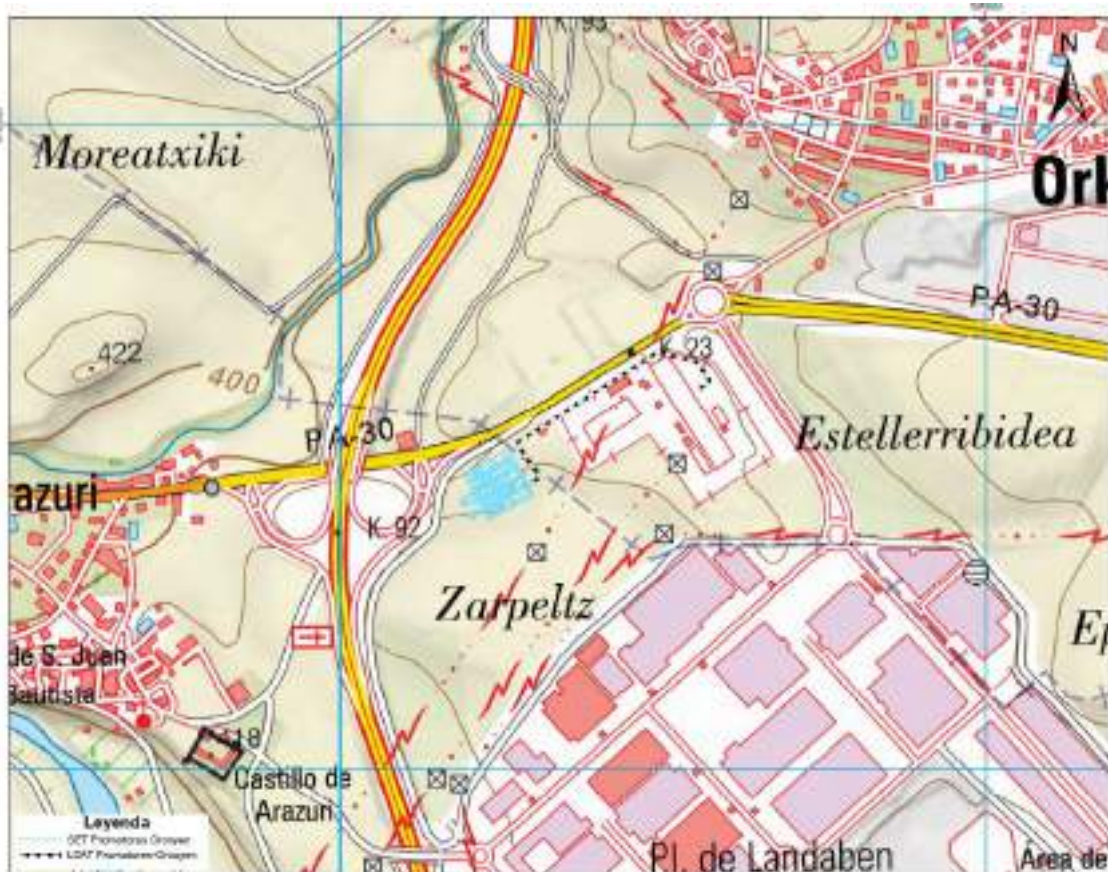 K 93
N
Moreatxiki
Ork
PA-30
K 23
422
400
PA-30
Estellerribidea
azuri
K 92
Zarpeltz
Ep
de S. Juan
Bautista
418
Castillo de
Arazuri
Leyenda
P.I. de Landaben
Área de